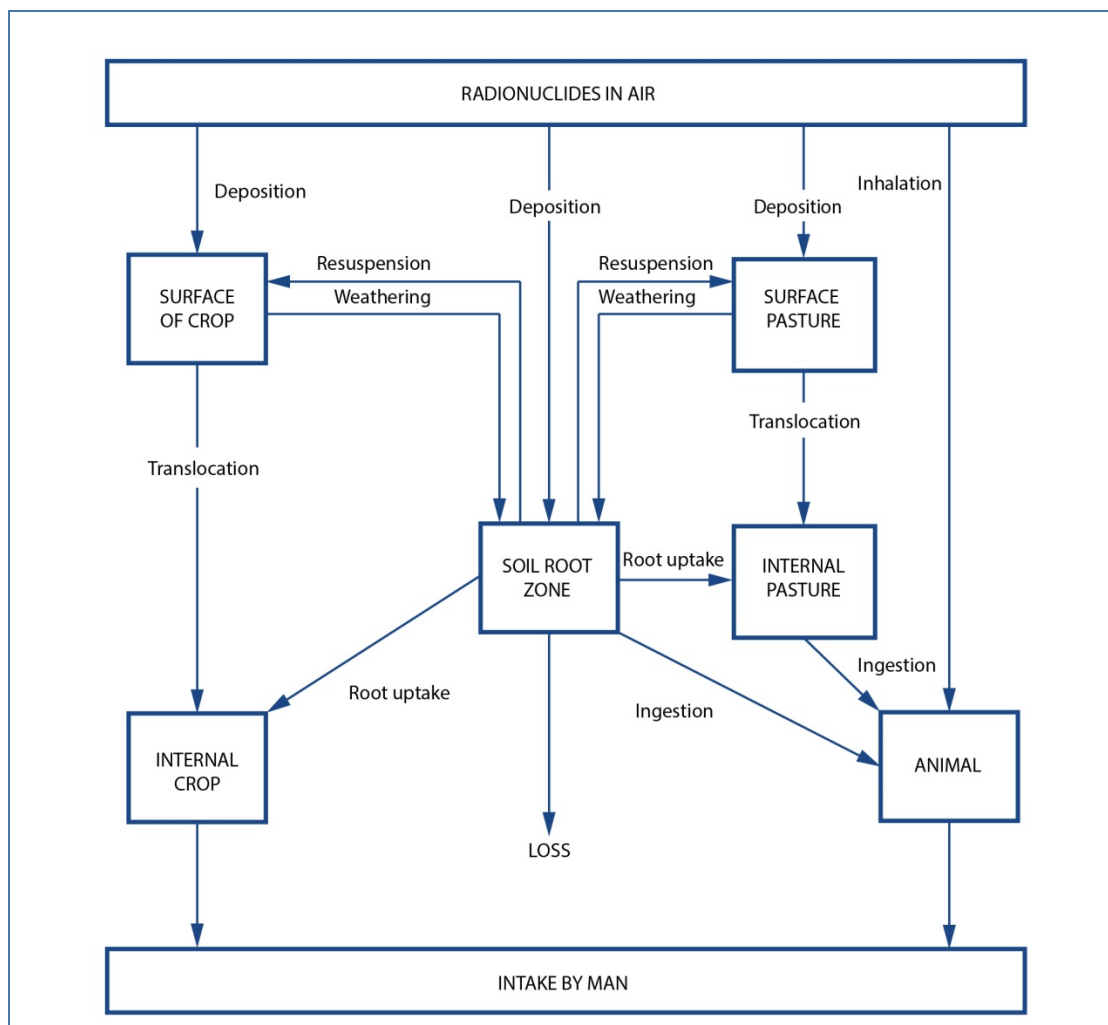 RADIONUCLIDES IN AIR
Deposition
Deposition
Deposition
Inhalation
Resuspension
Weathering
Resuspension
Weathering
SURFACE
OF CROP
SURFACE
PASTURE
Translocation
Translocation
SOIL ROOT
ZONE
Root uptake
INTERNAL
PASTURE
Root uptake
Ingestion
Ingestion
INTERNAL
CROP
ANIMAL
LOSS
INTAKE BY MAN